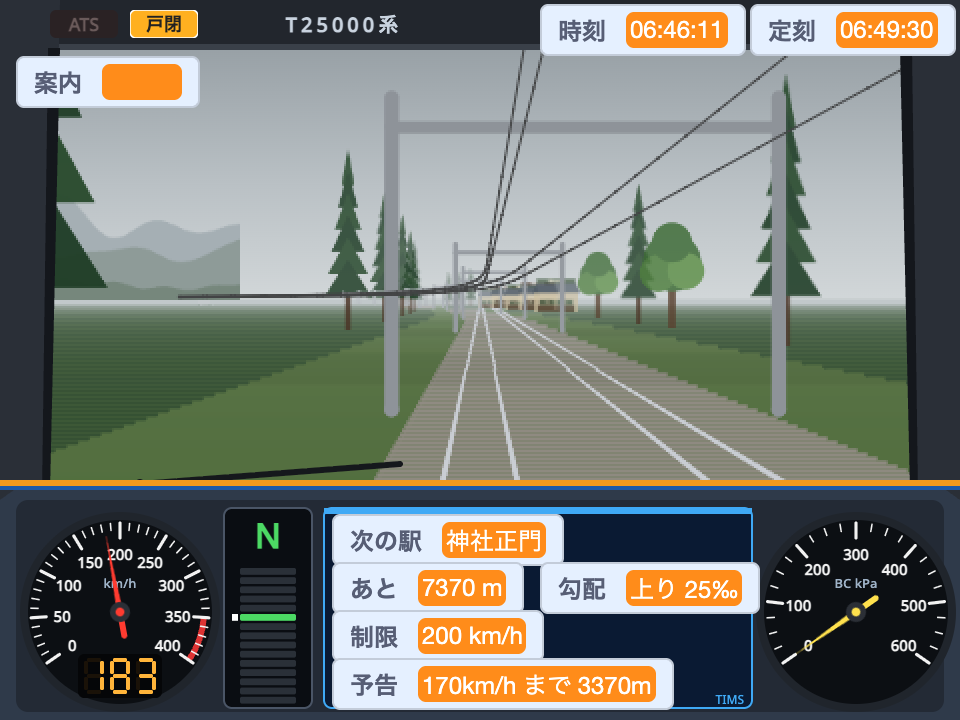 ATS 戸閉 T25000系 時刻 06:46:11 定刻 06:49:30
案内
0 50 100 150 200 250 300 350 400
km/h
183
N
次の駅 神社正門
あと 7370 m 勾配 上り 25‰
制限 200 km/h
予告 170km/h まで 3370m
TIMS
0 100 200 300 400 500 600
BC kPa